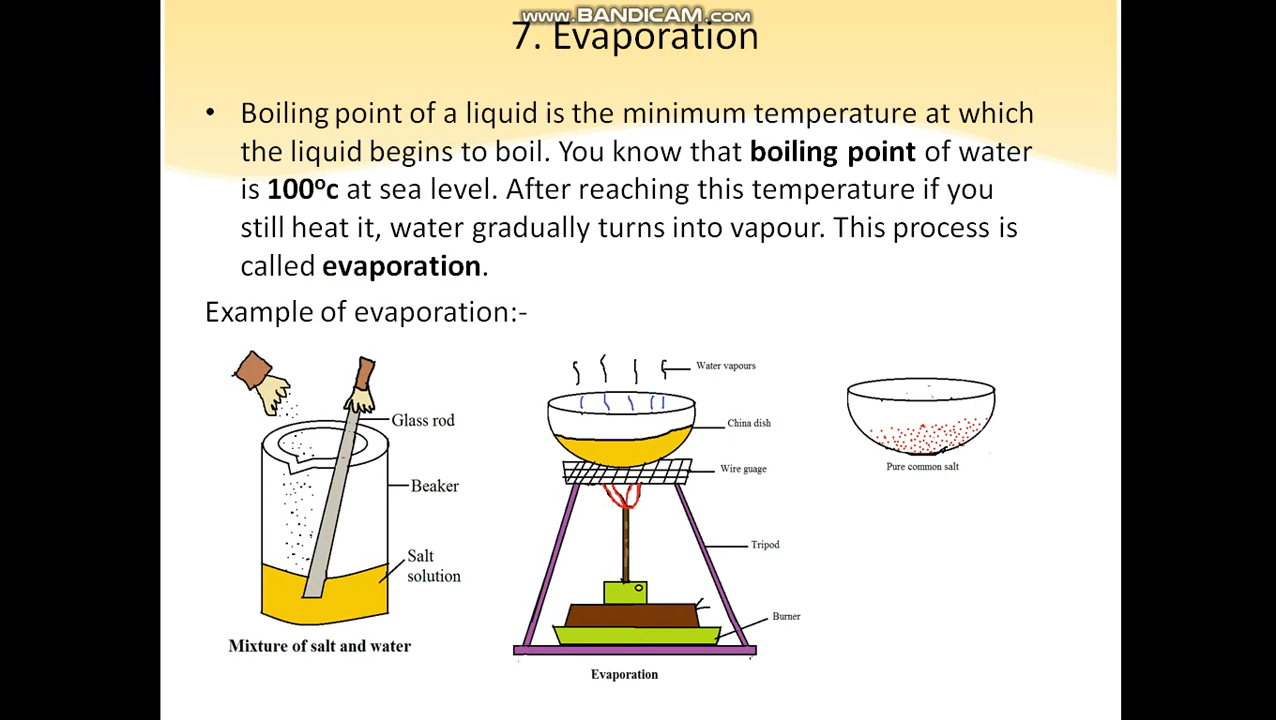 www.BANDICAM.com
7. Evaporation
• Boiling point of a liquid is the minimum temperature at which
the liquid begins to boil. You know that boiling point of water
is 100ᵒc at sea level. After reaching this temperature if you
still heat it, water gradually turns into vapour. This process is
called evaporation.
Example of evaporation:-
Glass rod
Beaker
Salt
solution
Mixture of salt and water
Water vapours
China dish
Wire guage
Tripod
Burner
Evaporation
Pure common salt